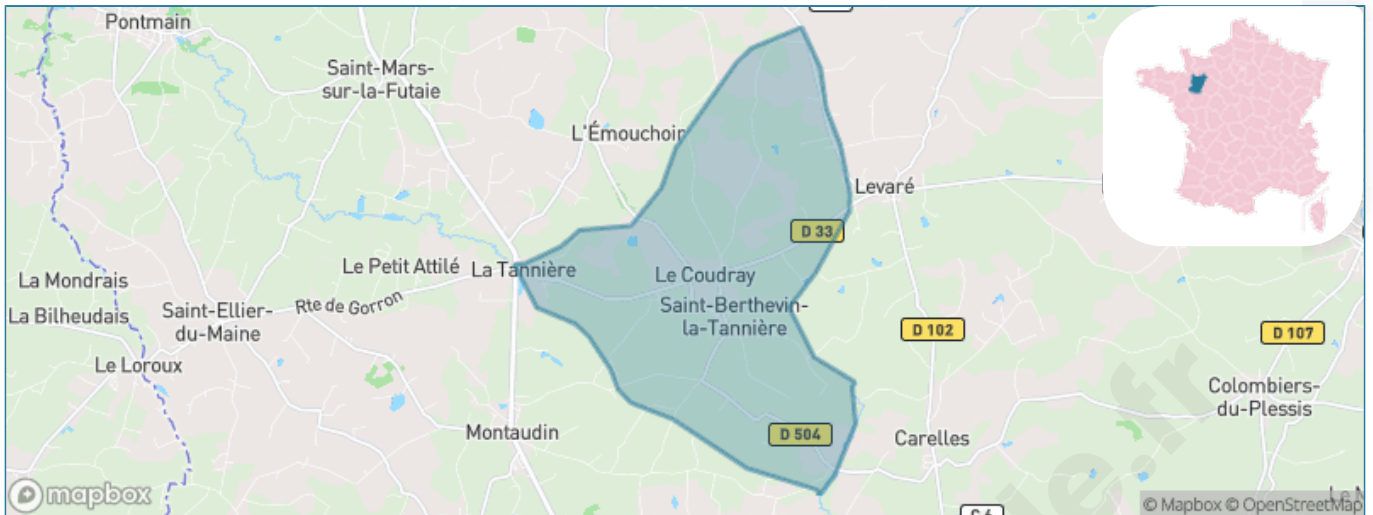 Pontmain
Saint-Mars-
sur-la-Futaie
L'Émouchoir
Levaré
D 33
La Mondrais
Le Petit Attilé
La Tannière
Le Coudray
La Bilheudais
Saint-Ellier-
du-Maine
Rte de Gorron
Saint-Berthevin-
la-Tannière
D 102
D 107
Le Loroux
Colombiers-
du-Plessis
Montaudin
D 504
Carelles
mapbox
© Mapbox © OpenStreetMap